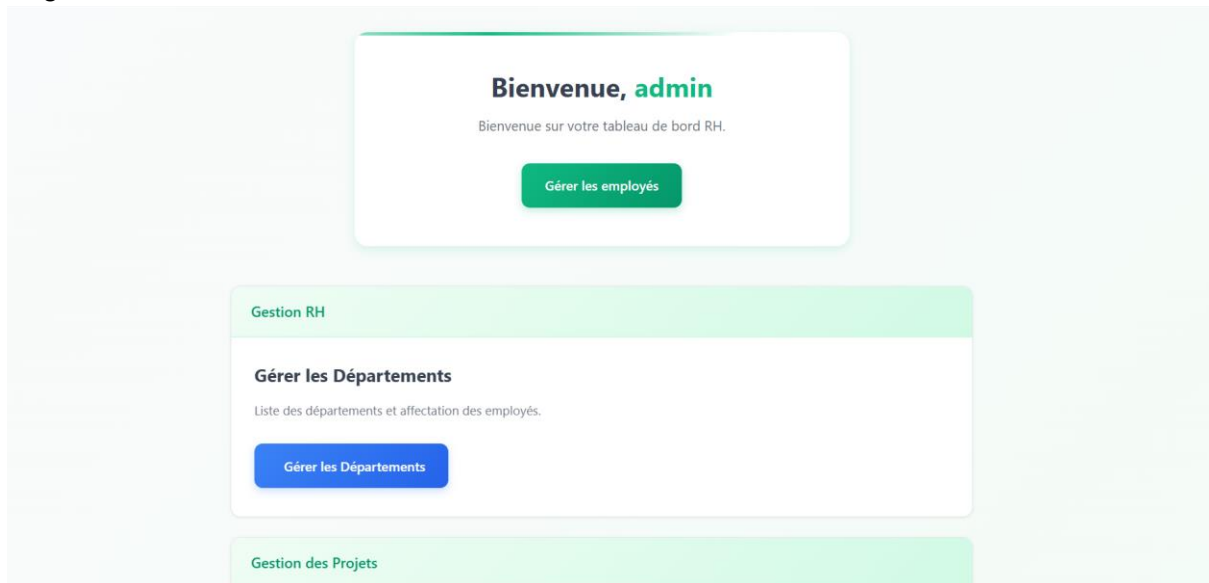 Bienvenue, admin
Bienvenue sur votre tableau de bord RH.
Gérer les employés
Gestion RH
Gérer les Départements
Liste des départements et affectation des employés.
Gérer les Départements
Gestion des Projets